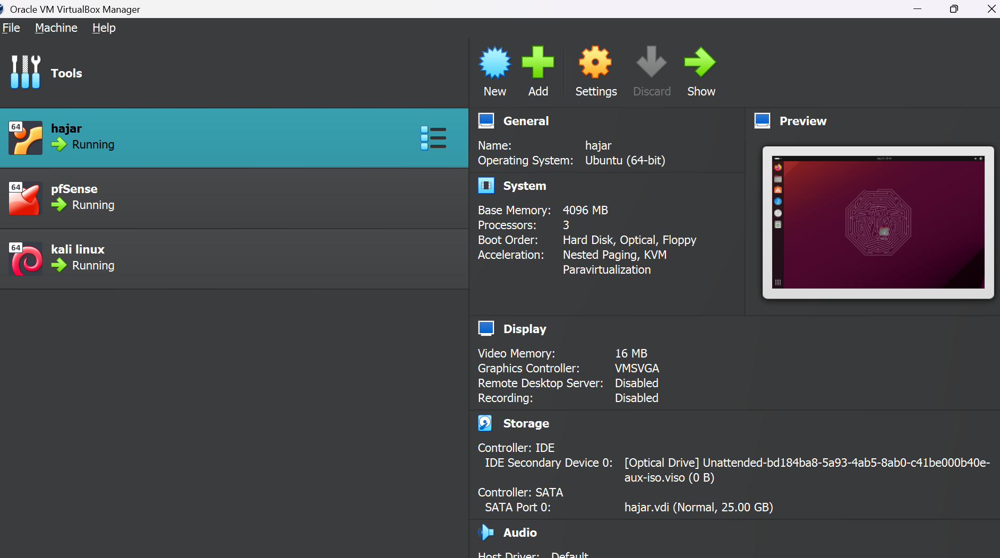 Oracle VM VirtualBox Manager
File Machine Help
Tools
64
hajar
Running
64
pfSense
Running
64
kali linux
Running
New Add Settings Discard Show
General
Name: hajar
Operating System: Ubuntu (64-bit)
System
Base Memory: 4096 MB
Processors: 3
Boot Order: Hard Disk, Optical, Floppy
Acceleration: Nested Paging, KVM
Paravirtualization
Preview
Display
Video Memory: 16 MB
Graphics Controller: VMSVGA
Remote Desktop Server: Disabled
Recording: Disabled
Storage
Controller: IDE
IDE Secondary Device 0: [Optical Drive] Unattended-bd184ba8-5a93-4ab5-8ab0-c41be000b40e-
aux-iso.viso (0 B)
Controller: SATA
SATA Port 0: hajar.vdi (Normal, 25.00 GB)
Audio
Host Driver: Default